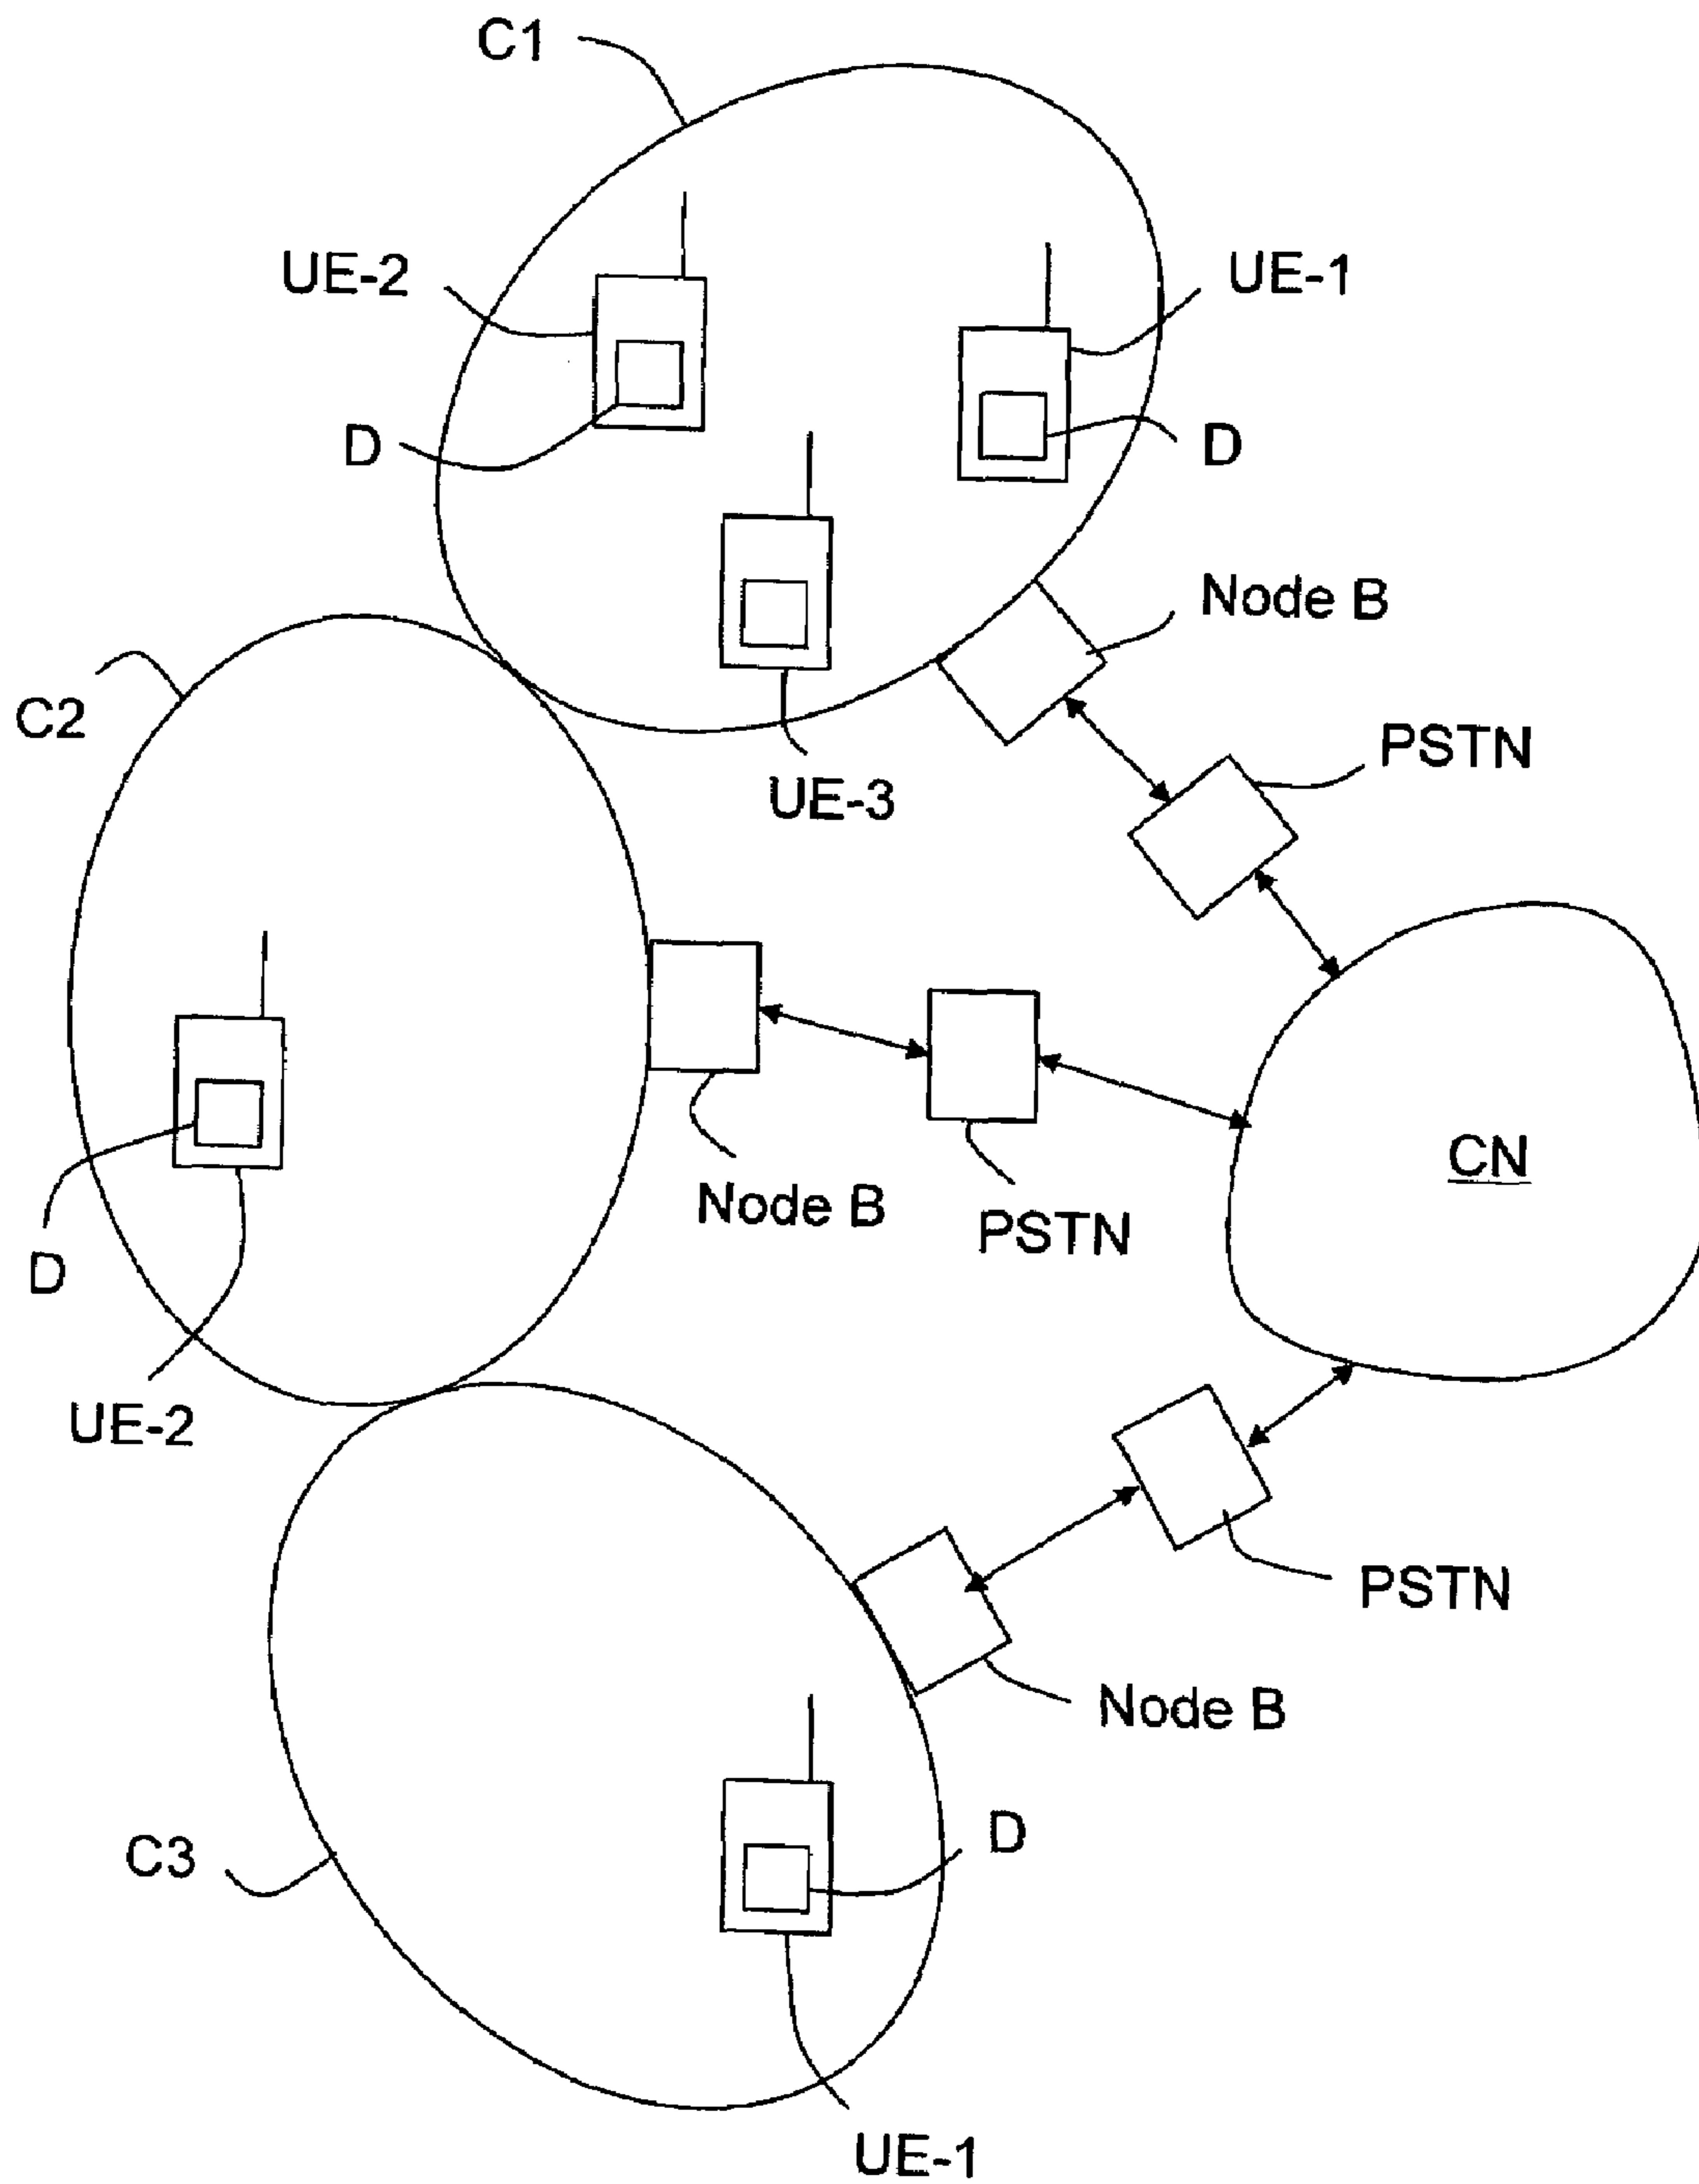 C1
UE-2
UE-1
D
D
Node B
C2
PSTN
UE-3
CN
Node B
PSTN
D
UE-2
PSTN
Node B
D
C3
UE-1